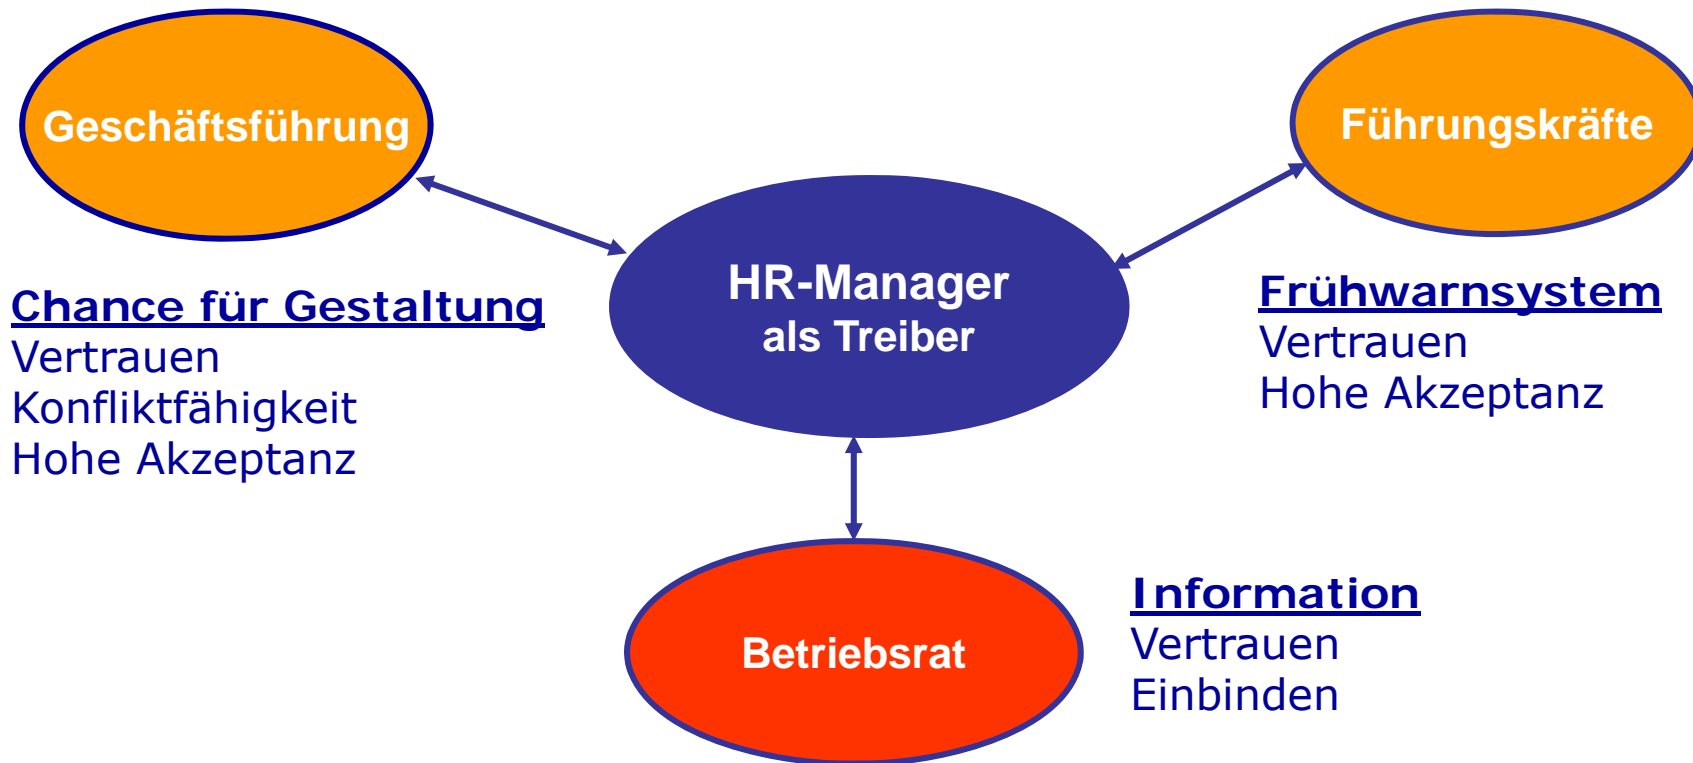 Geschäftsführung
Führungskräfte
HR-Manager
als Treiber
Chance für Gestaltung
Vertrauen
Konfliktfähigkeit
Hohe Akzeptanz
Frühwarnsystem
Vertrauen
Hohe Akzeptanz
Betriebsrat
Information
Vertrauen
Einbinden